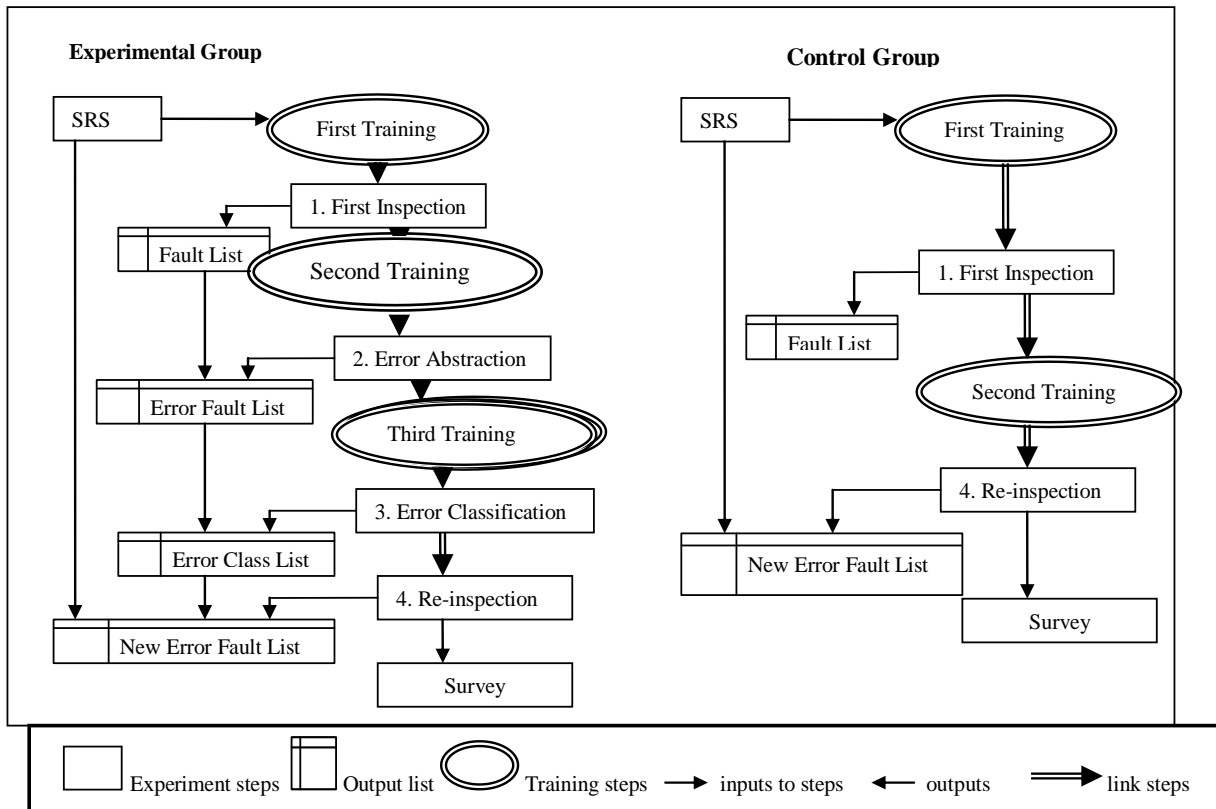 Experimental Group
SRS
First Training
1. First Inspection
Fault List
Second Training
2. Error Abstraction
Error Fault List
Third Training
3. Error Classification
Error Class List
4. Re-inspection
New Error Fault List
Survey
Control Group
SRS
First Training
1. First Inspection
Fault List
Second Training
4. Re-inspection
New Error Fault List
Survey
Experiment steps
Output list
Training steps
inputs to steps
outputs
link steps